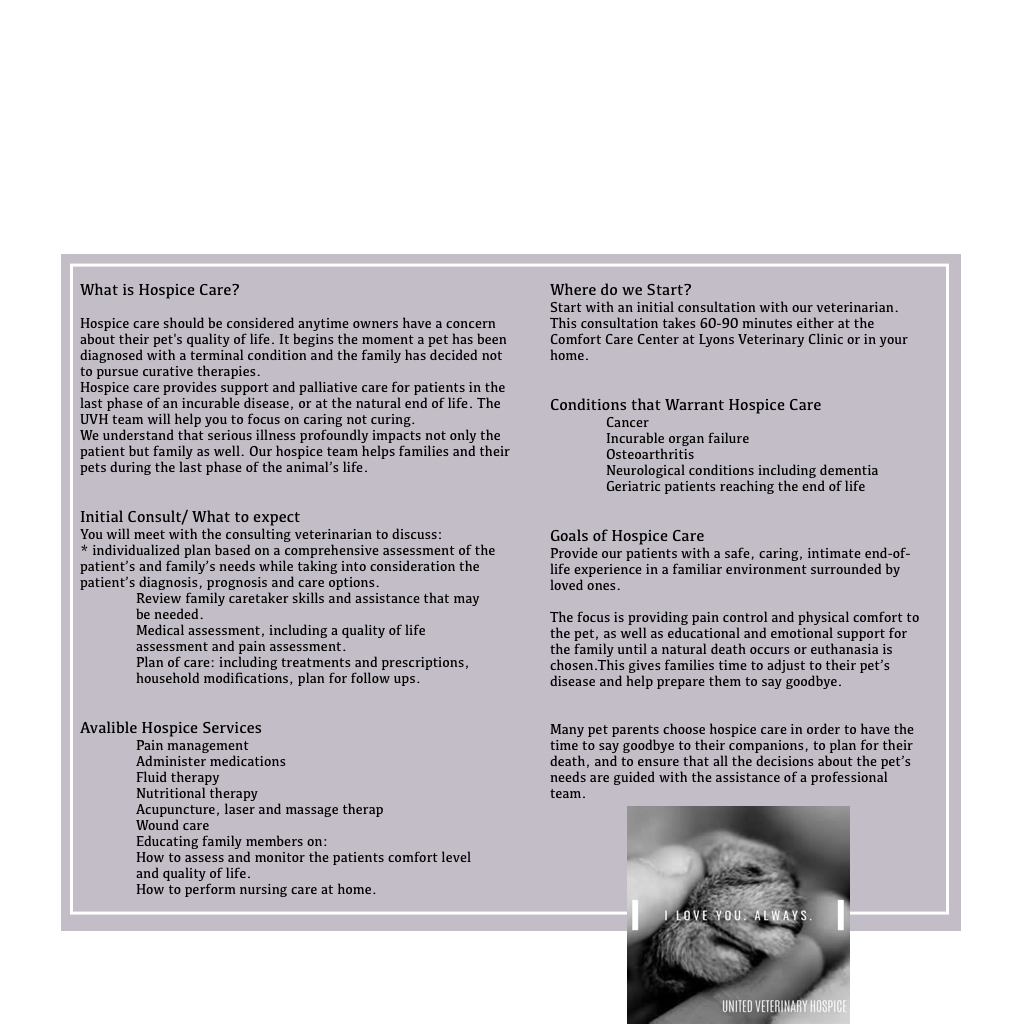 What is Hospice Care?
Hospice care should be considered anytime owners have a concern
about their pet's quality of life. It begins the moment a pet has been
diagnosed with a terminal condition and the family has decided not
to pursue curative therapies.
Hospice care provides support and palliative care for patients in the
last phase of an incurable disease, or at the natural end of life. The
UVH team will help you to focus on caring not curing.
We understand that serious illness profoundly impacts not only the
patient but family as well. Our hospice team helps families and their
pets during the last phase of the animal's life.
Initial Consult/ What to expect
You will meet with the consulting veterinarian to discuss:
* individualized plan based on a comprehensive assessment of the
patient's and family's needs while taking into consideration the
patient's diagnosis, prognosis and care options.
Review family caretaker skills and assistance that may
be needed.
Medical assessment, including a quality of life
assessment and pain assessment.
Plan of care: including treatments and prescriptions,
household modifications, plan for follow ups.
Avalible Hospice Services
Pain management
Administer medications
Fluid therapy
Nutritional therapy
Acupuncture, laser and massage therap
Wound care
Educating family members on:
How to assess and monitor the patients comfort level
and quality of life.
How to perform nursing care at home.
Where do we Start?
Start with an initial consultation with our veterinarian.
This consultation takes 60-90 minutes either at the
Comfort Care Center at Lyons Veterinary Clinic or in your
home.
Conditions that Warrant Hospice Care
Cancer
Incurable organ failure
Osteoarthritis
Neurological conditions including dementia
Geriatric patients reaching the end of life
Goals of Hospice Care
Provide our patients with a safe, caring, intimate end-of-
life experience in a familiar environment surrounded by
loved ones.
The focus is providing pain control and physical comfort to
the pet, as well as educational and emotional support for
the family until a natural death occurs or euthanasia is
chosen.This gives families time to adjust to their pet's
disease and help prepare them to say goodbye.
Many pet parents choose hospice care in order to have the
time to say goodbye to their companions, to plan for their
death, and to ensure that all the decisions about the pet's
needs are guided with the assistance of a professional
team.
I LOVE YOU. ALWAYS.
UNITED VETERINARY HOSPICE